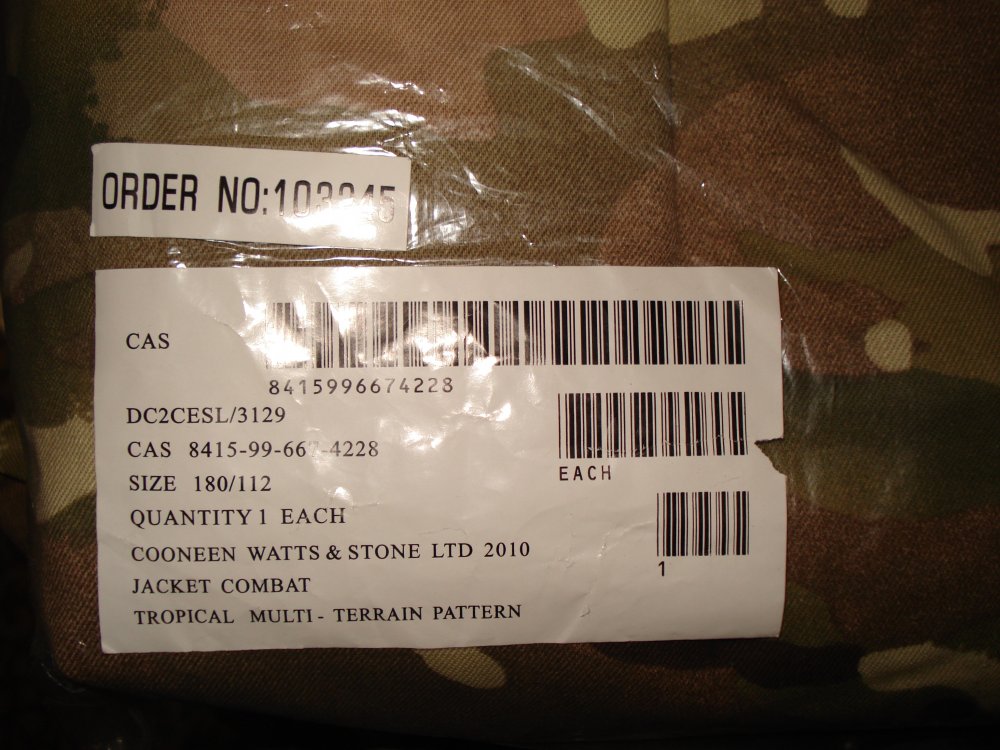 ORDER NO:
CAS
8415996674228
DC2CESL/3129
CAS 8415-99-667-4228
EACH
SIZE 180/112
QUANTITY 1 EACH
COONEEN WATTS & STONE LTD 2010
1
JACKET COMBAT
TROPICAL MULTI - TERRAIN PATTERN